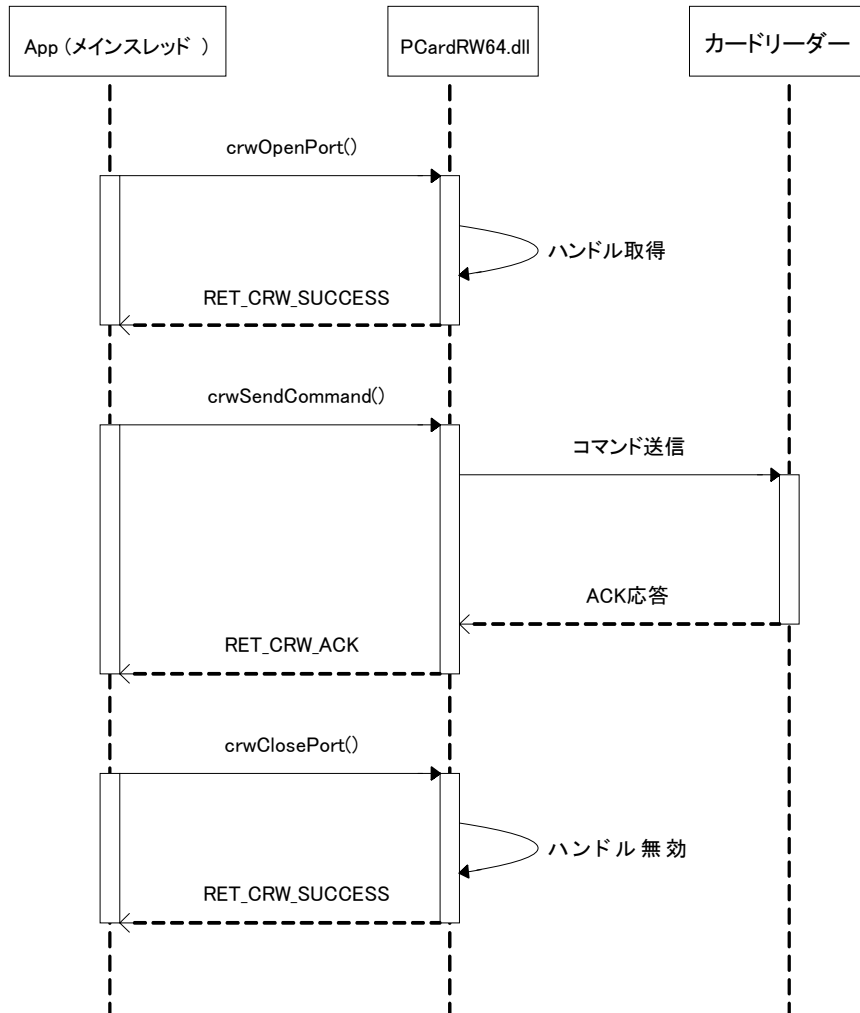 App (メインスレッド )
PCardRW64.dll
カードリーダー
crwOpenPort()
ハンドル取得
RET_CRW_SUCCESS
crwSendCommand()
コマンド送信
ACK応答
RET_CRW_ACK
crwClosePort()
ハンドル無効
RET_CRW_SUCCESS